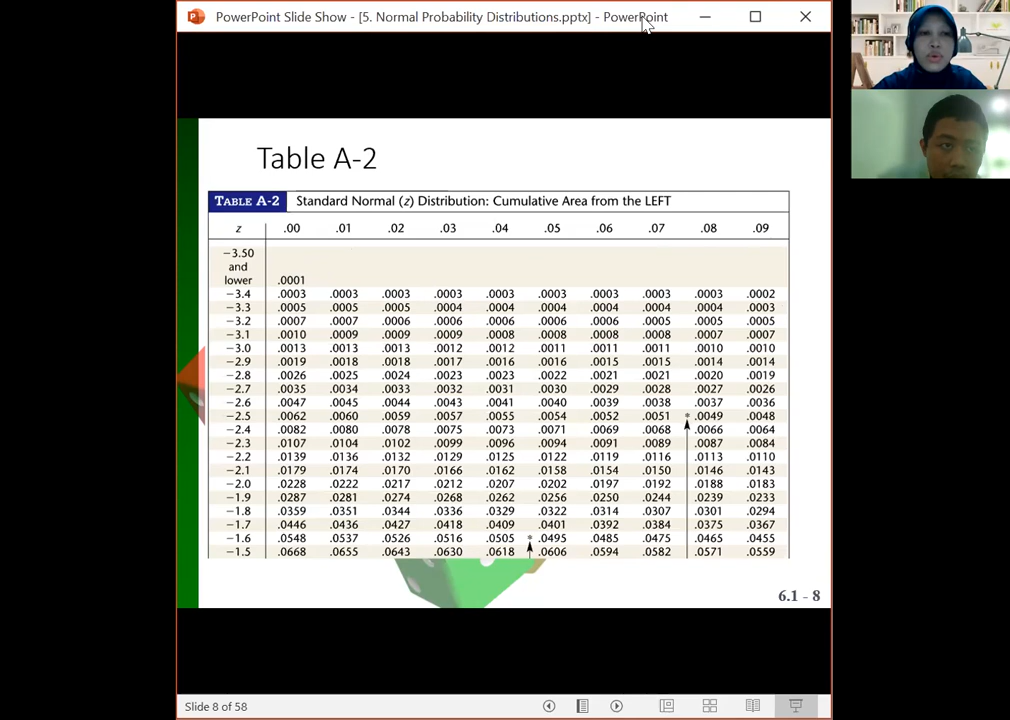 PowerPoint Slide Show - [5. Normal Probability Distributions.pptx] - PowerPoint
Table A-2
TABLE A-2 Standard Normal (z) Distribution: Cumulative Area from the LEFT
z .00 .01 .02 .03 .04 .05 .06 .07 .08 .09
−3.50
and
lower .0001
−3.4 .0003 .0003 .0003 .0003 .0003 .0003 .0003 .0003 .0003 .0002
−3.3 .0005 .0005 .0005 .0004 .0004 .0004 .0004 .0004 .0004 .0003
−3.2 .0007 .0007 .0006 .0006 .0006 .0006 .0006 .0005 .0005 .0005
−3.1 .0010 .0009 .0009 .0009 .0008 .0008 .0008 .0008 .0007 .0007
−3.0 .0013 .0013 .0013 .0012 .0012 .0011 .0011 .0011 .0010 .0010
−2.9 .0019 .0018 .0018 .0017 .0016 .0016 .0015 .0015 .0014 .0014
−2.8 .0026 .0025 .0024 .0023 .0023 .0022 .0021 .0021 .0020 .0019
−2.7 .0035 .0034 .0033 .0032 .0031 .0030 .0029 .0028 .0027 .0026
−2.6 .0047 .0045 .0044 .0043 .0041 .0040 .0039 .0038 .0037 .0036
−2.5 .0062 .0060 .0059 .0057 .0055 .0054 .0052 .0051 * .0049 .0048
−2.4 .0082 .0080 .0078 .0075 .0073 .0071 .0069 .0068 .0066 .0064
−2.3 .0107 .0104 .0102 .0099 .0096 .0094 .0091 .0089 .0087 .0084
−2.2 .0139 .0136 .0132 .0129 .0125 .0122 .0119 .0116 .0113 .0110
−2.1 .0179 .0174 .0170 .0166 .0162 .0158 .0154 .0150 .0146 .0143
−2.0 .0228 .0222 .0217 .0212 .0207 .0202 .0197 .0192 .0188 .0183
−1.9 .0287 .0281 .0274 .0268 .0262 .0256 .0250 .0244 .0239 .0233
−1.8 .0359 .0351 .0344 .0336 .0329 .0322 .0314 .0307 .0301 .0294
−1.7 .0446 .0436 .0427 .0418 .0409 .0401 .0392 .0384 .0375 .0367
−1.6 .0548 .0537 .0526 .0516 .0505 * .0495 .0485 .0475 .0465 .0455
−1.5 .0668 .0655 .0643 .0630 .0618 .0606 .0594 .0582 .0571 .0559
6.1 - 8
Slide 8 of 58